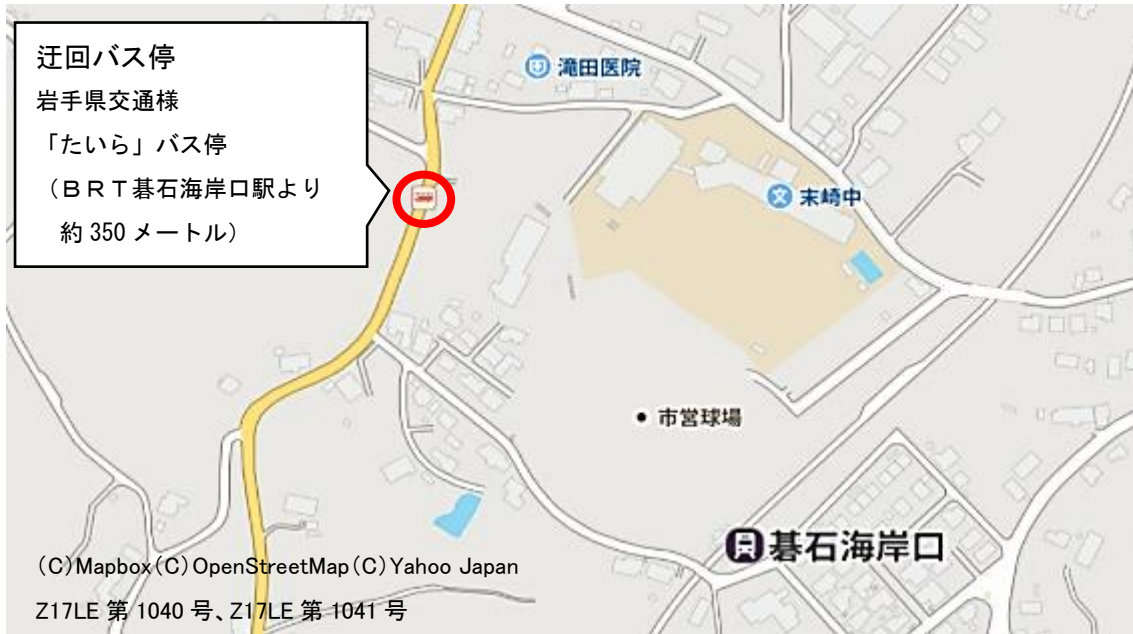 迂回バス停
岩手県交通様
「たいら」バス停
（ＢＲＴ碁石海岸口駅より
約 350 メートル）
滝田医院
文 末崎中
• 市営球場
碁石海岸口
(C)Mapbox(C)OpenStreetMap(C)Yahoo Japan
Z17LE 第 1040 号、Z17LE 第 1041 号